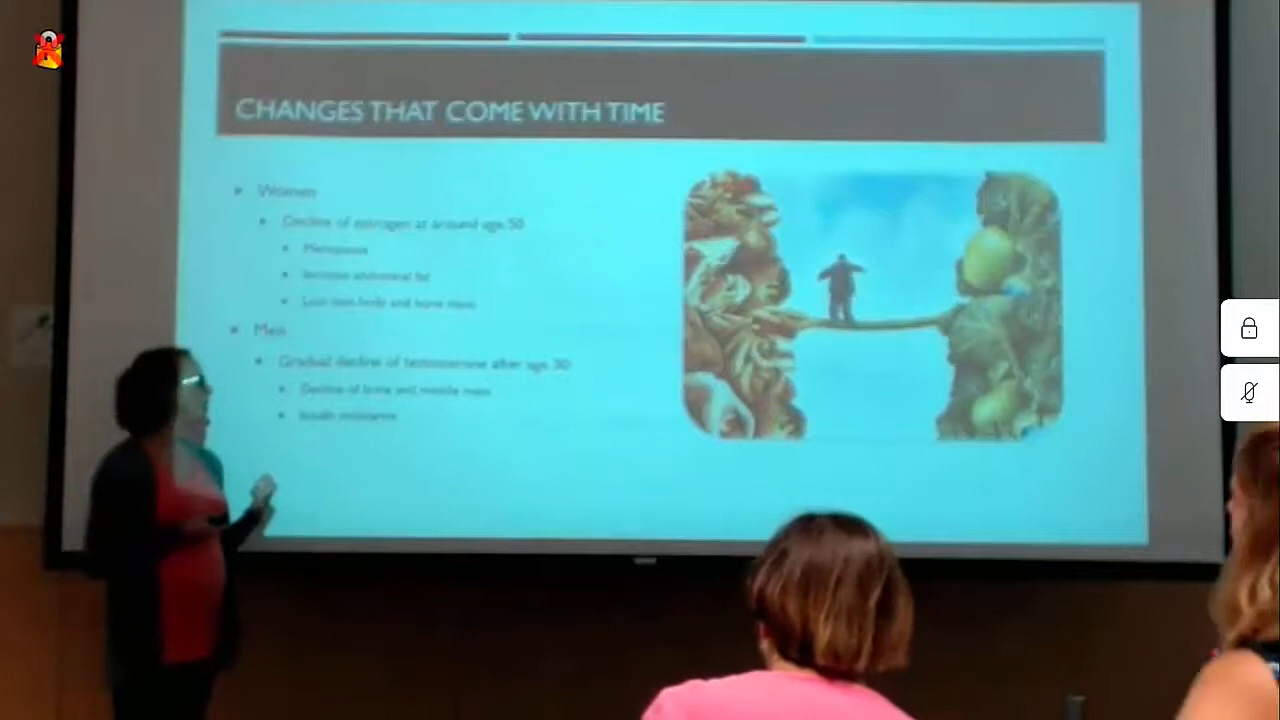 CHANGES THAT COME WITH TIME
Women
Decline of estrogen at around age 50
Menopause
Increase abdominal fat
Lose lean body and bone mass
Men
Gradual decline of testosterone after age 30
Decline of bone and muscle mass
Insulin resistance